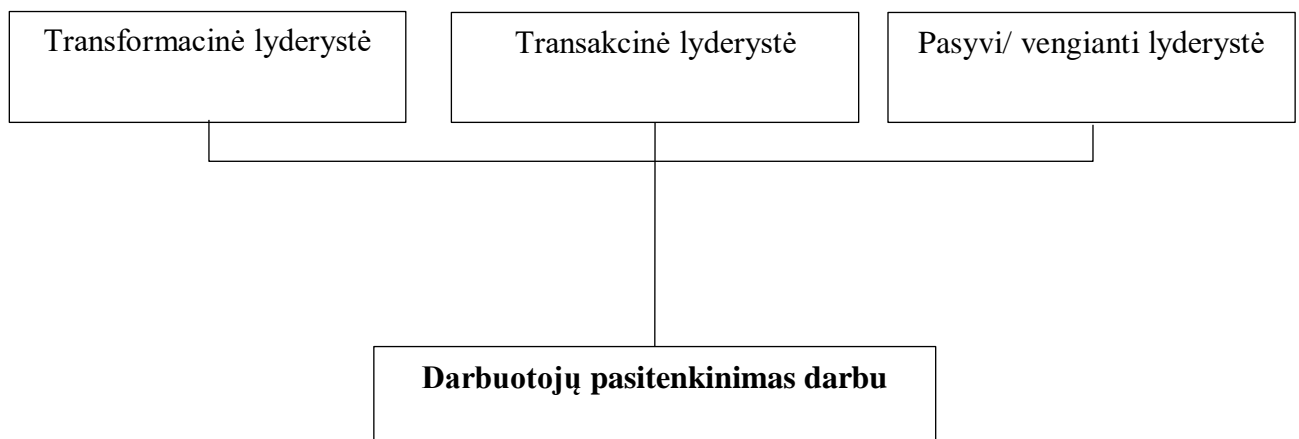 Transformacinė lyderystė
Transakcinė lyderystė
Pasyvi/ vengianti lyderystė
Darbuotojų pasitenkinimas darbu